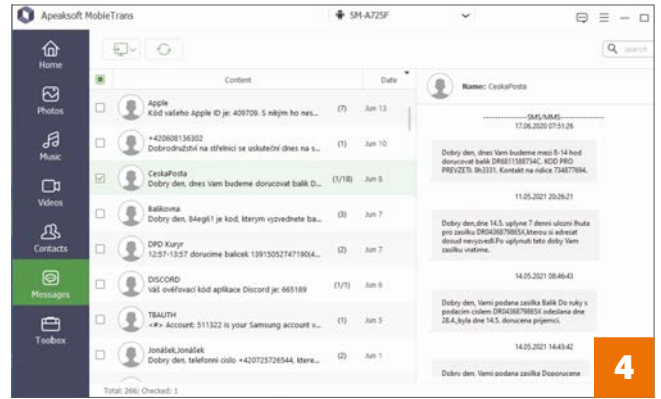 Apeaksoft MobieTrans
SM-A725F
Home
Photos
Music
Videos
Contacts
Messages
Toolbox
search
Content
Date
Apple
Kód vašeho Apple ID je: 409709. S nikým ho nes...
(7)
Jun 13
+420608136302
Dobrodružství na střelnici se uskuteční dnes na s...
(1)
Jun 10
CeskaPosta
Dobry den, dnes Vam budeme dorucovat balik D...
(1/18)
Jun 8
Balikovna
Dobry den, 84eg61 je kod, kterym vyzvednete ba...
(3)
Jun 7
DPD Kuryr
12:57-13:57 dorucime balicek 13915052747190(4...
(2)
Jun 7
DISCORD
Váš ověřovací kód aplikace Discord je: 665189
(1/1)
Jun 6
TBAUTH
<#> Account: 511322 is your Samsung account v...
(1)
Jun 5
Jonášek,Jonášek
Dobry den, telefonni cislo +420725726544, ktere...
(2)
Jun 1
Total: 266; Checked: 1
Name: CeskaPosta
---------------SMS/MMS---------------
17.06.2020 07:51:26
Dobry den, dnes Vam budeme mezi 8-14 hod
dorucovat balik DR6811588734C. KOD PRO
PREVZETI: 8h3331. Kontakt na ridice 734877694.
11.05.2021 20:26:21
Dobry den,dne 14.5. uplyne 7 denni ulozni lhuta
pro zasilku DR0436879865X,kterou si adresat
dosud nevyzvedl.Po uplynuti teto doby Vam
zasilku vratime.
14.05.2021 08:46:43
Dobry den, Vami podana zasilka Balik Do ruky s
podacim cislem DR0436879865X odeslana dne
28.4.,byla dne 14.5. dorucena prijemci.
14.05.2021 14:43:42
Dobry den, Vami podana zasilka Doporucene
4